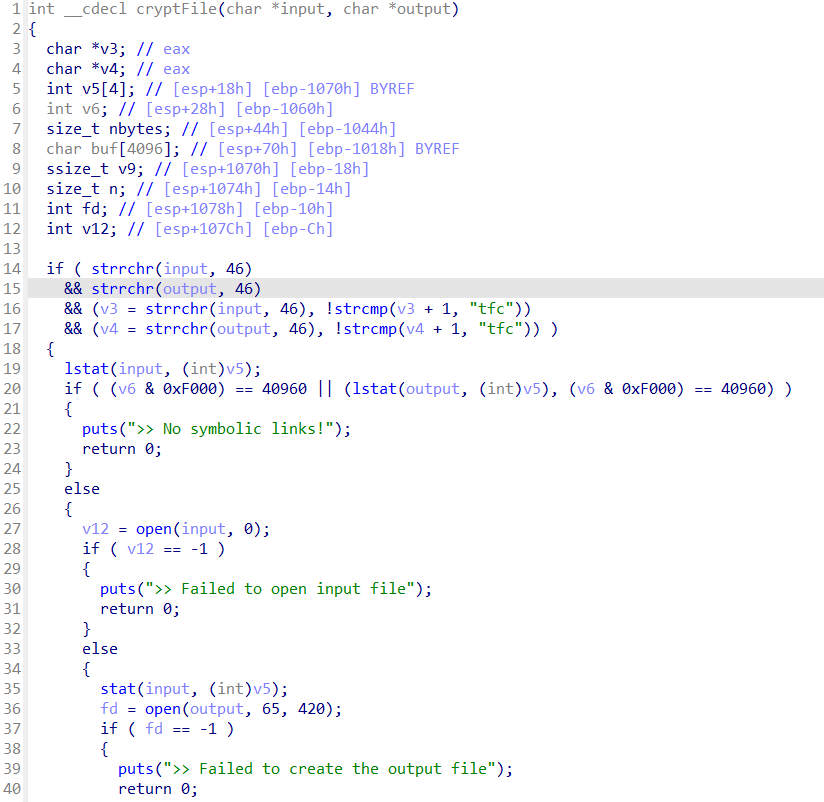 1 int __cdecl cryptFile(char *input, char *output)
2 {
3   char *v3; // eax
4   char *v4; // eax
5   int v5[4]; // [esp+18h] [ebp-1070h] BYREF
6   int v6; // [esp+28h] [ebp-1060h]
7   size_t nbytes; // [esp+44h] [ebp-1044h]
8   char buf[4096]; // [esp+70h] [ebp-1018h] BYREF
9   ssize_t v9; // [esp+1070h] [ebp-18h]
10   size_t n; // [esp+1074h] [ebp-14h]
11   int fd; // [esp+1078h] [ebp-10h]
12   int v12; // [esp+107Ch] [ebp-Ch]
13
14   if ( strrchr(input, 46)
15     && strrchr(output, 46)
16     && (v3 = strrchr(input, 46), !strcmp(v3 + 1, "tfc"))
17     && (v4 = strrchr(output, 46), !strcmp(v4 + 1, "tfc")) )
18   {
19     lstat(input, (int)v5);
20     if ( (v6 & 0xF000) == 40960 || (lstat(output, (int)v5), (v6 & 0xF000) == 40960) )
21     {
22       puts(">> No symbolic links!");
23       return 0;
24     }
25     else
26     {
27       v12 = open(input, 0);
28       if ( v12 == -1 )
29       {
30         puts(">> Failed to open input file");
31         return 0;
32       }
33       else
34       {
35         stat(input, (int)v5);
36         fd = open(output, 65, 420);
37         if ( fd == -1 )
38         {
39           puts(">> Failed to create the output file");
40           return 0;